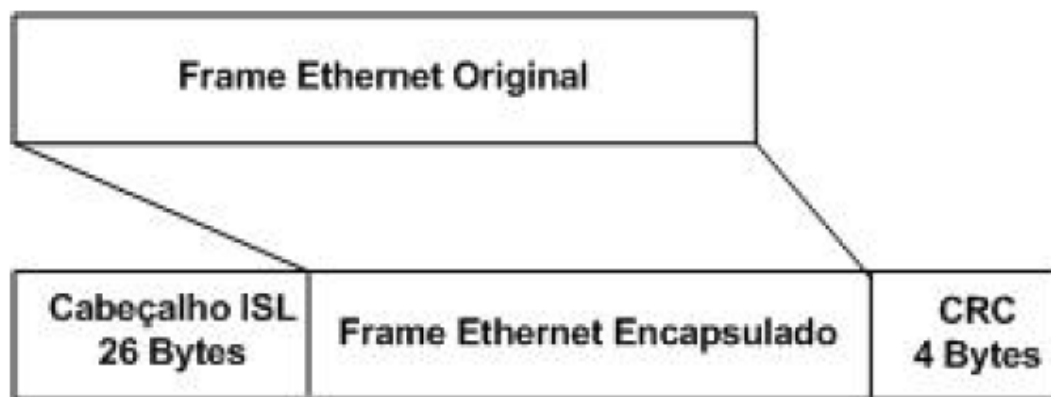 Frame Ethernet Original
Cabeçalho ISL
26 Bytes
Frame Ethernet Encapsulado
CRC
4 Bytes